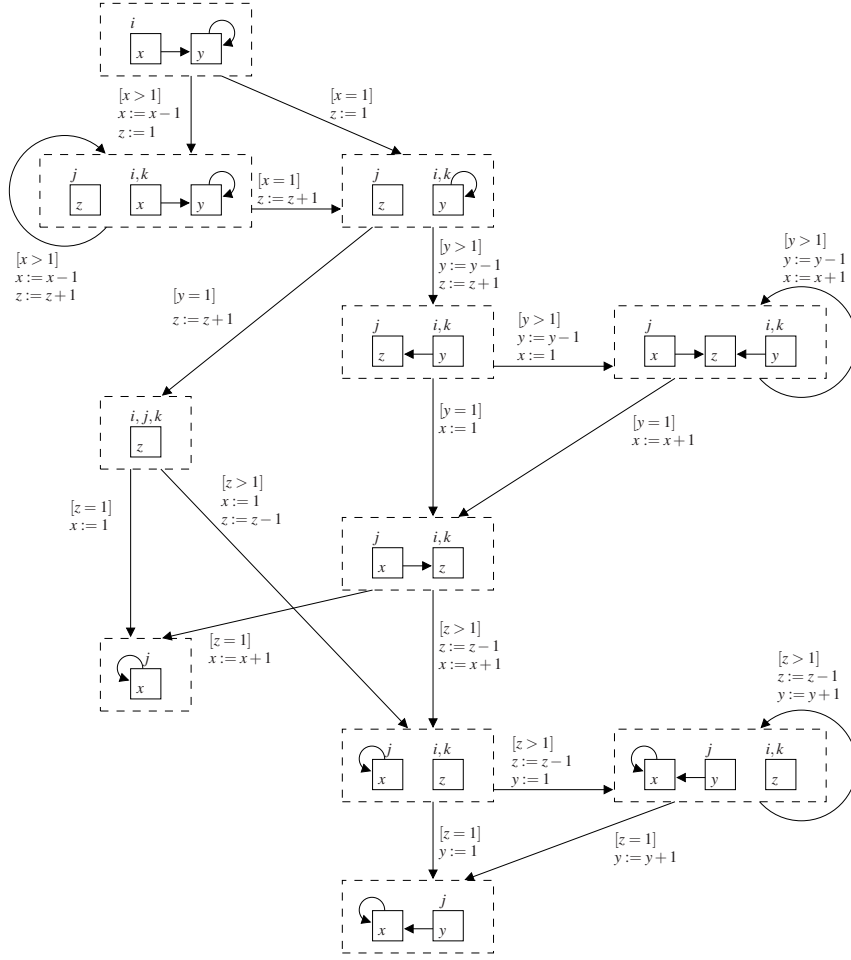 i
x y
[x > 1]
x := x − 1
z := 1
[x = 1]
z := 1
j i,k
z x y
[x = 1]
z := z + 1
j i,k
z y
[x > 1]
x := x − 1
z := z + 1
[y = 1]
z := z + 1
[y > 1]
y := y − 1
z := z + 1
[y > 1]
y := y − 1
x := x + 1
j i,k
z y
[y > 1]
y := y − 1
x := 1
j i,k
x z y
i, j,k
z
[y = 1]
x := 1
[y = 1]
x := x + 1
[z = 1]
x := 1
[z > 1]
x := 1
z := z − 1
j i,k
x z
[z = 1]
x := x + 1
[z > 1]
z := z − 1
x := x + 1
j
x
[z > 1]
z := z − 1
y := y + 1
j i,k
x z
[z > 1]
z := z − 1
y := 1
j i,k
x y z
[z = 1]
y := 1
[z = 1]
y := y + 1
j
x y